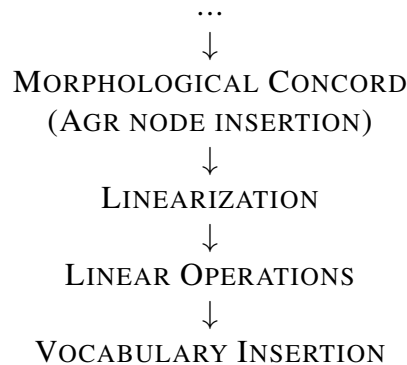 ...
↓
MORPHOLOGICAL CONCORD
(AGR NODE INSERTION)
↓
LINEARIZATION
↓
LINEAR OPERATIONS
↓
VOCABULARY INSERTION